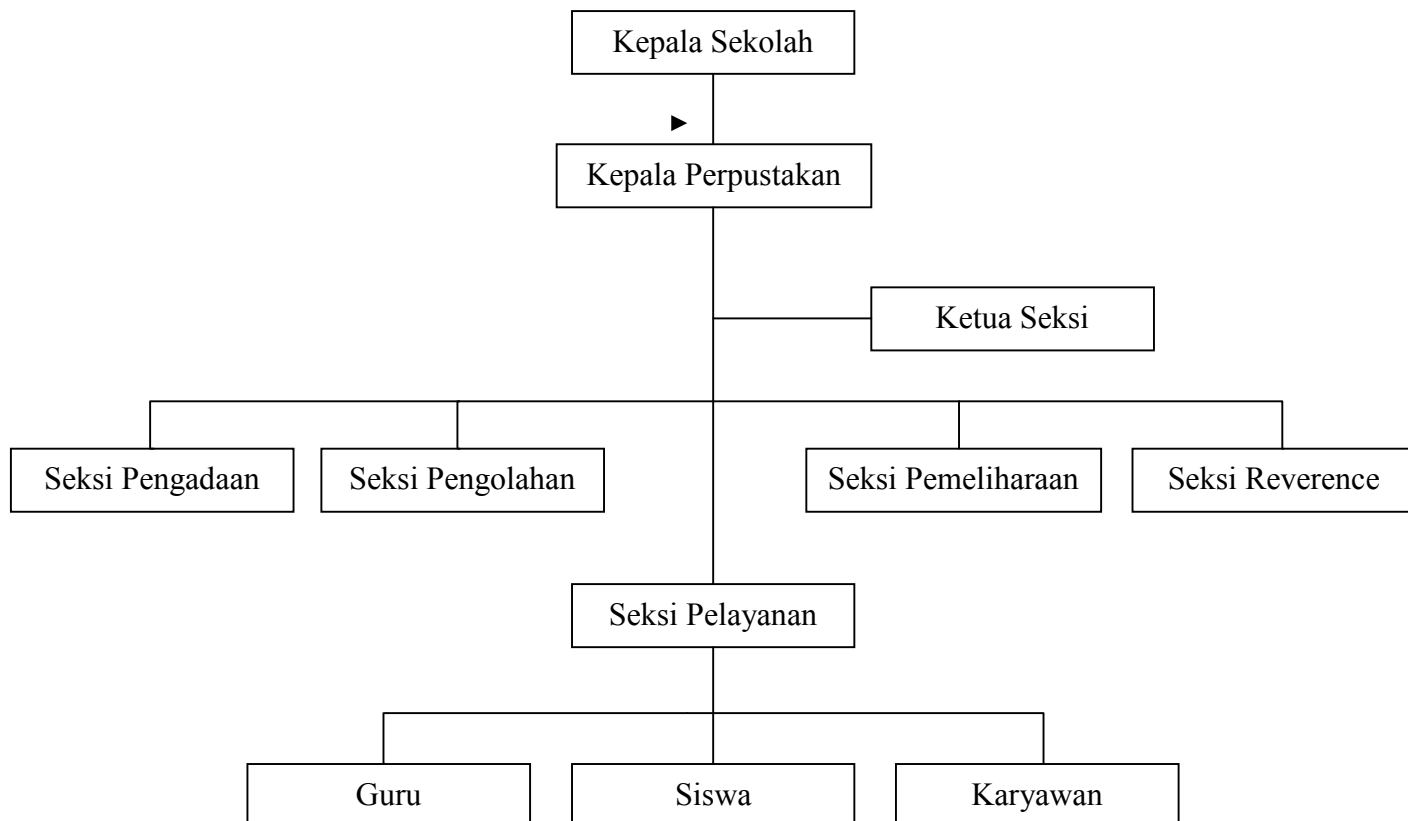 Kepala Sekolah
Kepala Perpustakan
Ketua Seksi
Seksi Pengadaan
Seksi Pengolahan
Seksi Pemeliharaan
Seksi Reverence
Seksi Pelayanan
Guru
Siswa
Karyawan